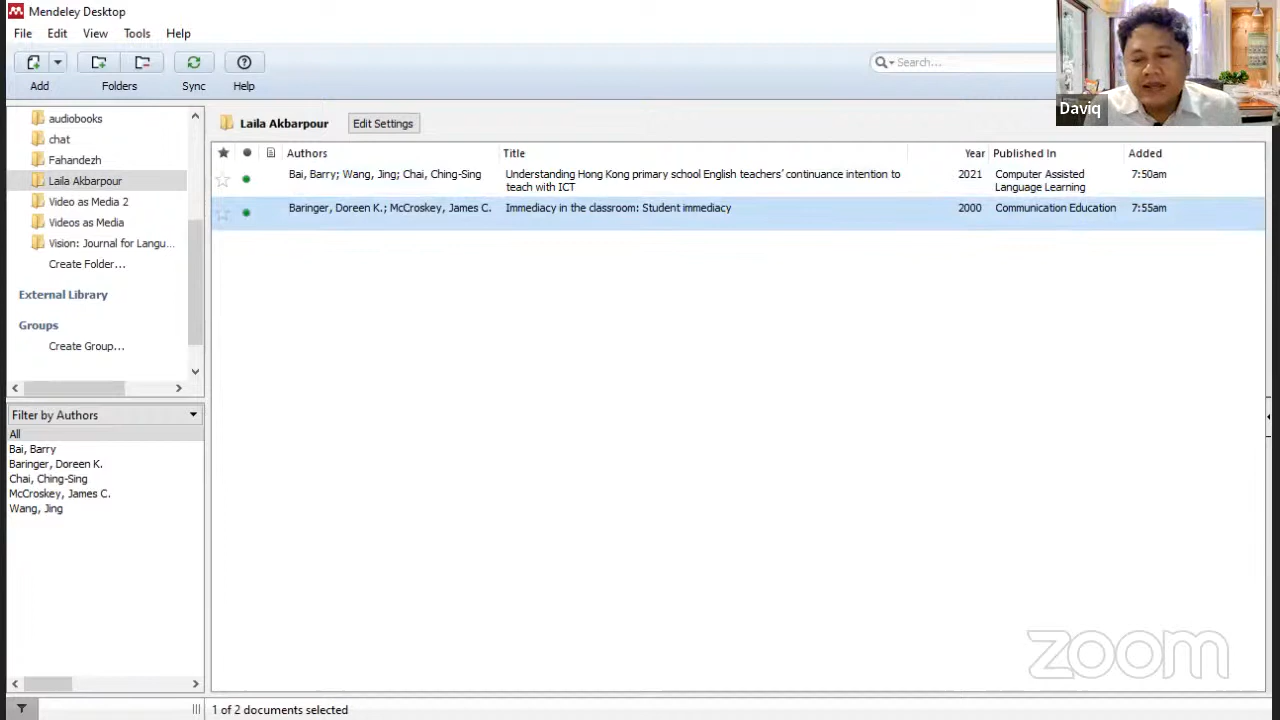 Mendeley Desktop
File Edit View Tools Help
Search...
Add Folders Sync Help
Daviq
audiobooks
chat
Fahandezh
Laila Akbarpour
Video as Media 2
Videos as Media
Vision: Journal for Langu...
Create Folder...
External Library
Groups
Create Group...
Filter by Authors
All
Bai, Barry
Baringer, Doreen K.
Chai, Ching-Sing
McCroskey, James C.
Wang, Jing
Laila Akbarpour Edit Settings
Authors Title Year Published In Added
Bai, Barry; Wang, Jing; Chai, Ching-Sing Understanding Hong Kong primary school English teachers’ continuance intention to 2021 Computer Assisted 7:50am
teach with ICT Language Learning
Baringer, Doreen K.; McCroskey, James C. Immediacy in the classroom: Student immediacy 2000 Communication Education 7:55am
zoom
1 of 2 documents selected